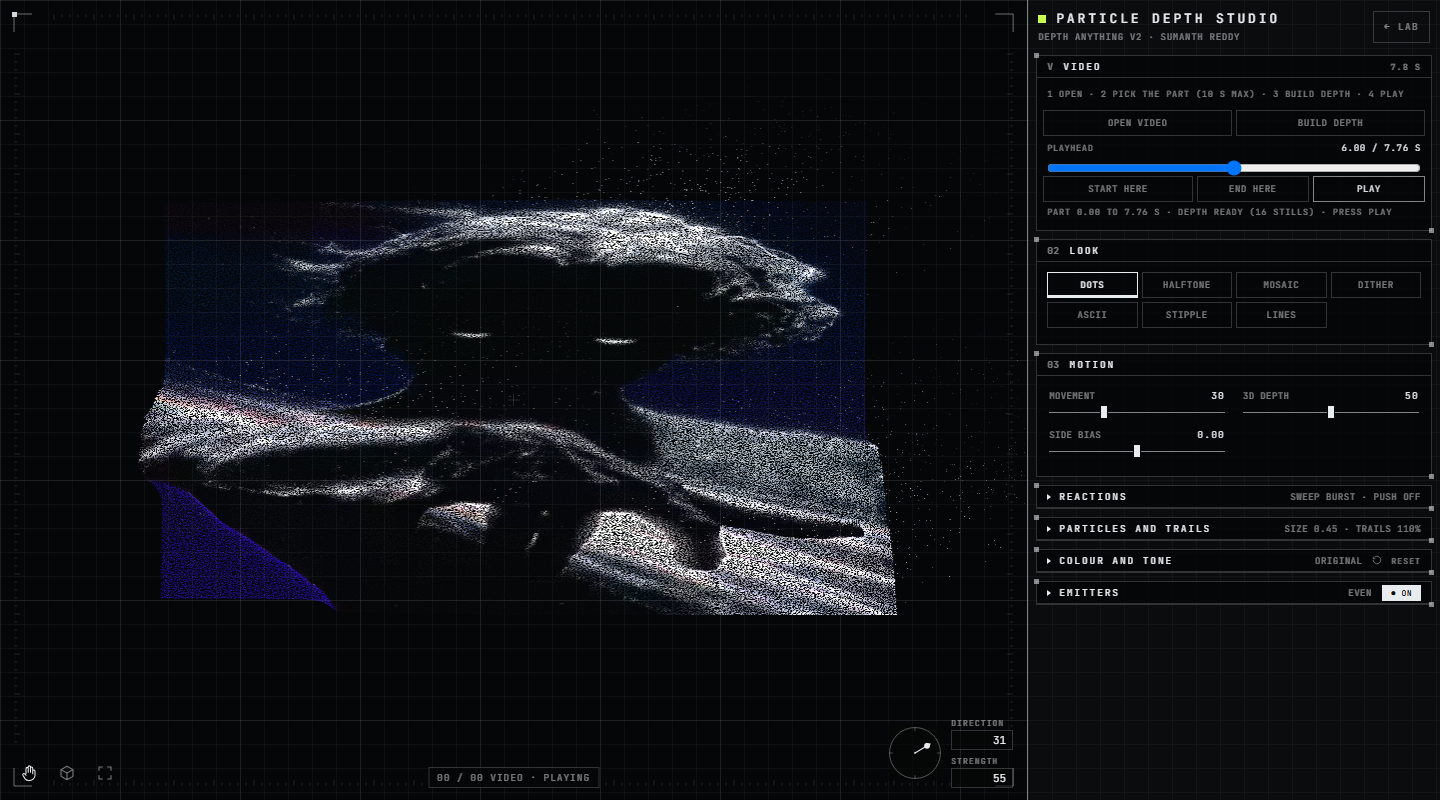 PARTICLE DEPTH STUDIO
DEPTH ANYTHING V2 · SUMANTH REDDY
← LAB
V VIDEO
7.8 S
1 OPEN · 2 PICK THE PART (10 S MAX) · 3 BUILD DEPTH · 4 PLAY
OPEN VIDEO
BUILD DEPTH
PLAYHEAD
6.00 / 7.76 S
START HERE
END HERE
PLAY
PART 0.00 TO 7.76 S · DEPTH READY (16 STILLS) · PRESS PLAY
02 LOOK
DOTS
HALFTONE
MOSAIC
DITHER
ASCII
STIPPLE
LINES
03 MOTION
MOVEMENT 30
3D DEPTH 50
SIDE BIAS 0.00
REACTIONS
SWEEP BURST · PUSH OFF
PARTICLES AND TRAILS
SIZE 0.45 · TRAILS 110%
COLOUR AND TONE
ORIGINAL
RESET
EMITTERS
EVEN
● ON
DIRECTION
31
STRENGTH
55
00 / 00 VIDEO · PLAYING